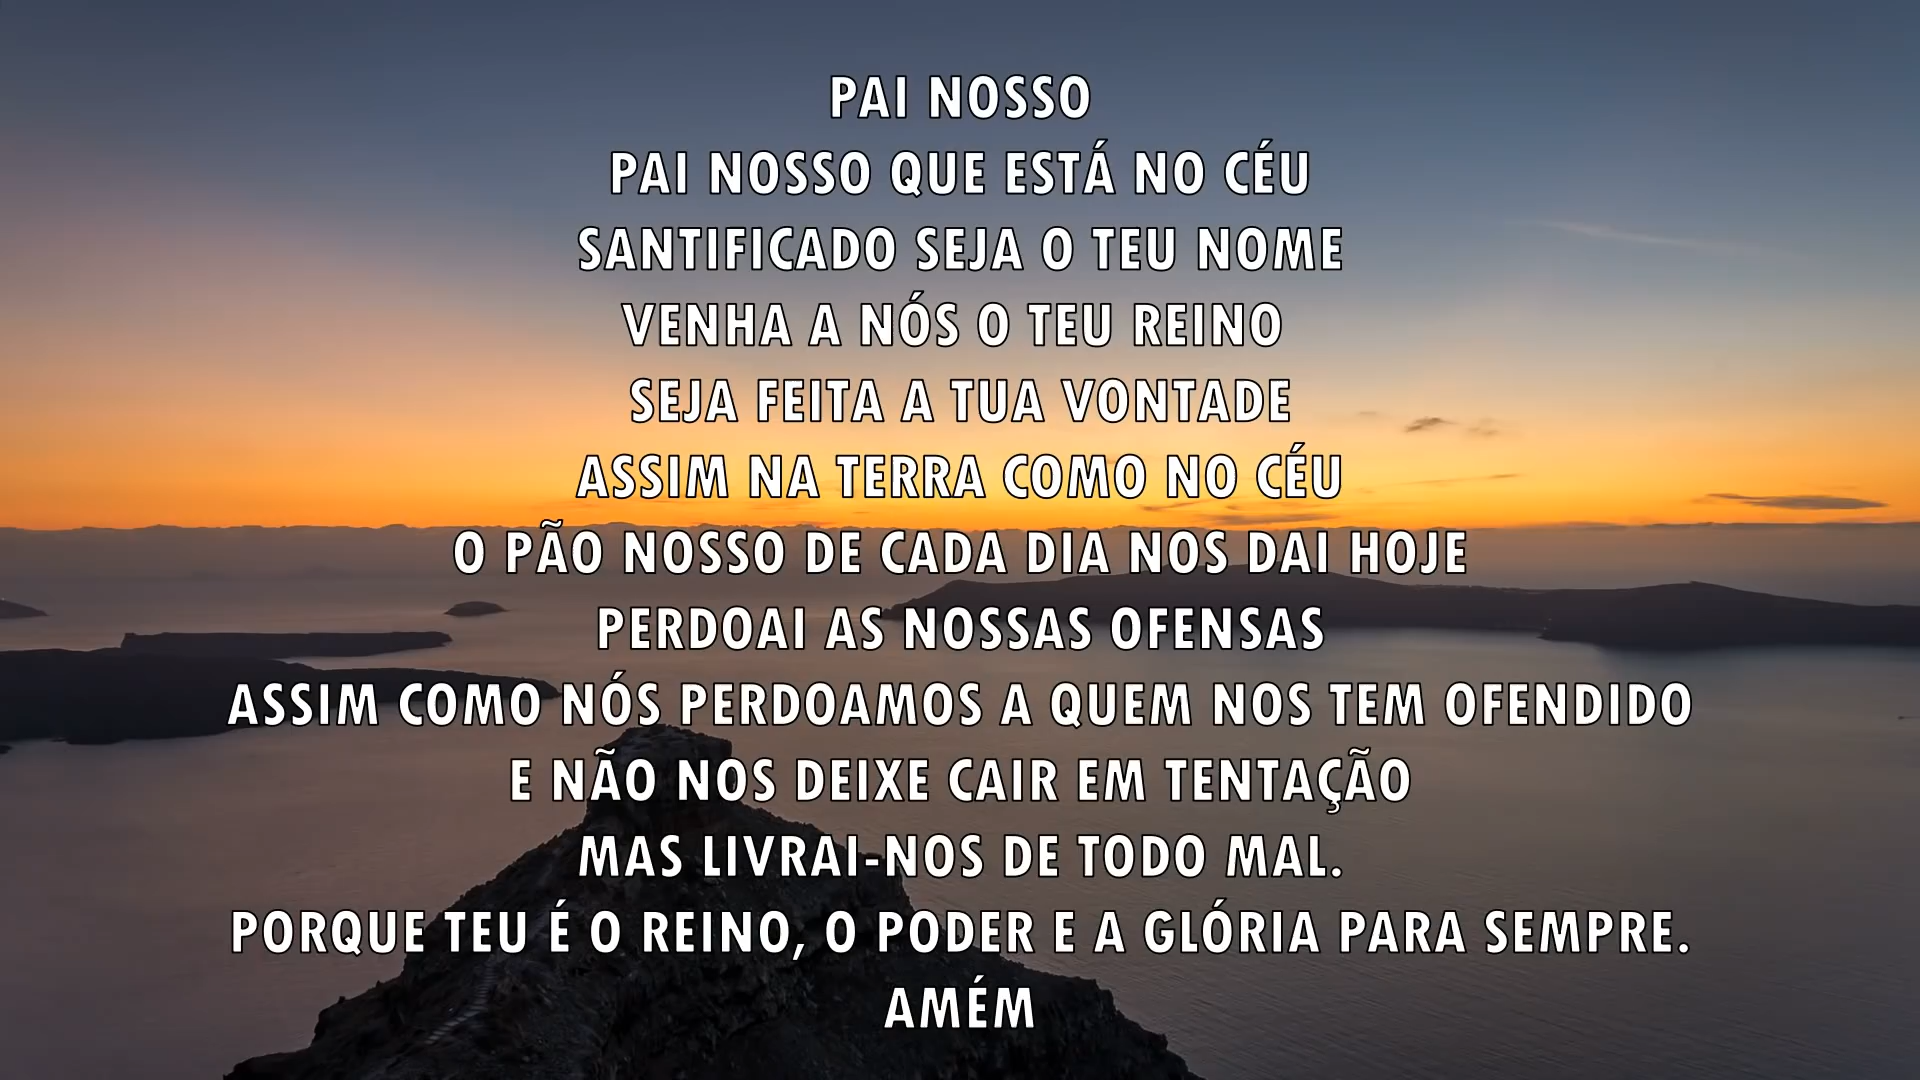 PAI NOSSO
PAI NOSSO QUE ESTÁ NO CÉU
SANTIFICADO SEJA O TEU NOME
VENHA A NÓS O TEU REINO
SEJA FEITA A TUA VONTADE
ASSIM NA TERRA COMO NO CÉU
O PÃO NOSSO DE CADA DIA NOS DAI HOJE
PERDOAI AS NOSSAS OFENSAS
ASSIM COMO NÓS PERDOAMOS A QUEM NOS TEM OFENDIDO
E NÃO NOS DEIXE CAIR EM TENTAÇÃO
MAS LIVRAI-NOS DE TODO MAL.
PORQUE TEU É O REINO, O PODER E A GLÓRIA PARA SEMPRE.
AMÉM